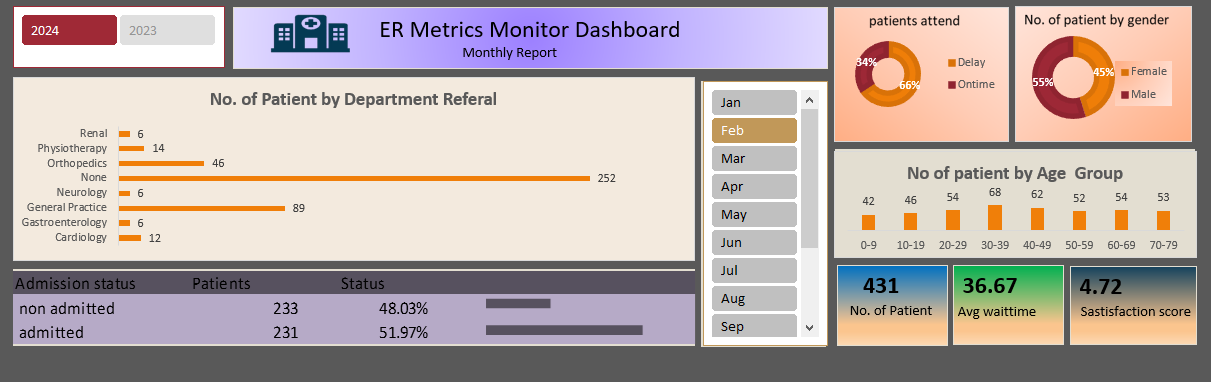 2024
2023
ER Metrics Monitor Dashboard
Monthly Report
patients attend
34%
66%
Delay
Ontime
No. of patient by gender
45%
55%
Female
Male
No. of Patient by Department Referal
Renal 6
Physiotherapy 14
Orthopedics 46
None 252
Neurology 6
General Practice 89
Gastroenterology 6
Cardiology 12
Jan
Feb
Mar
Apr
May
Jun
Jul
Aug
Sep
No of patient by Age Group
42 46 54 68 62 52 54 53
0-9 10-19 20-29 30-39 40-49 50-59 60-69 70-79
Admission status Patients Status
non admitted 233 48.03%
admitted 231 51.97%
431
No. of Patient
36.67
Avg waittime
4.72
Sastisfaction score